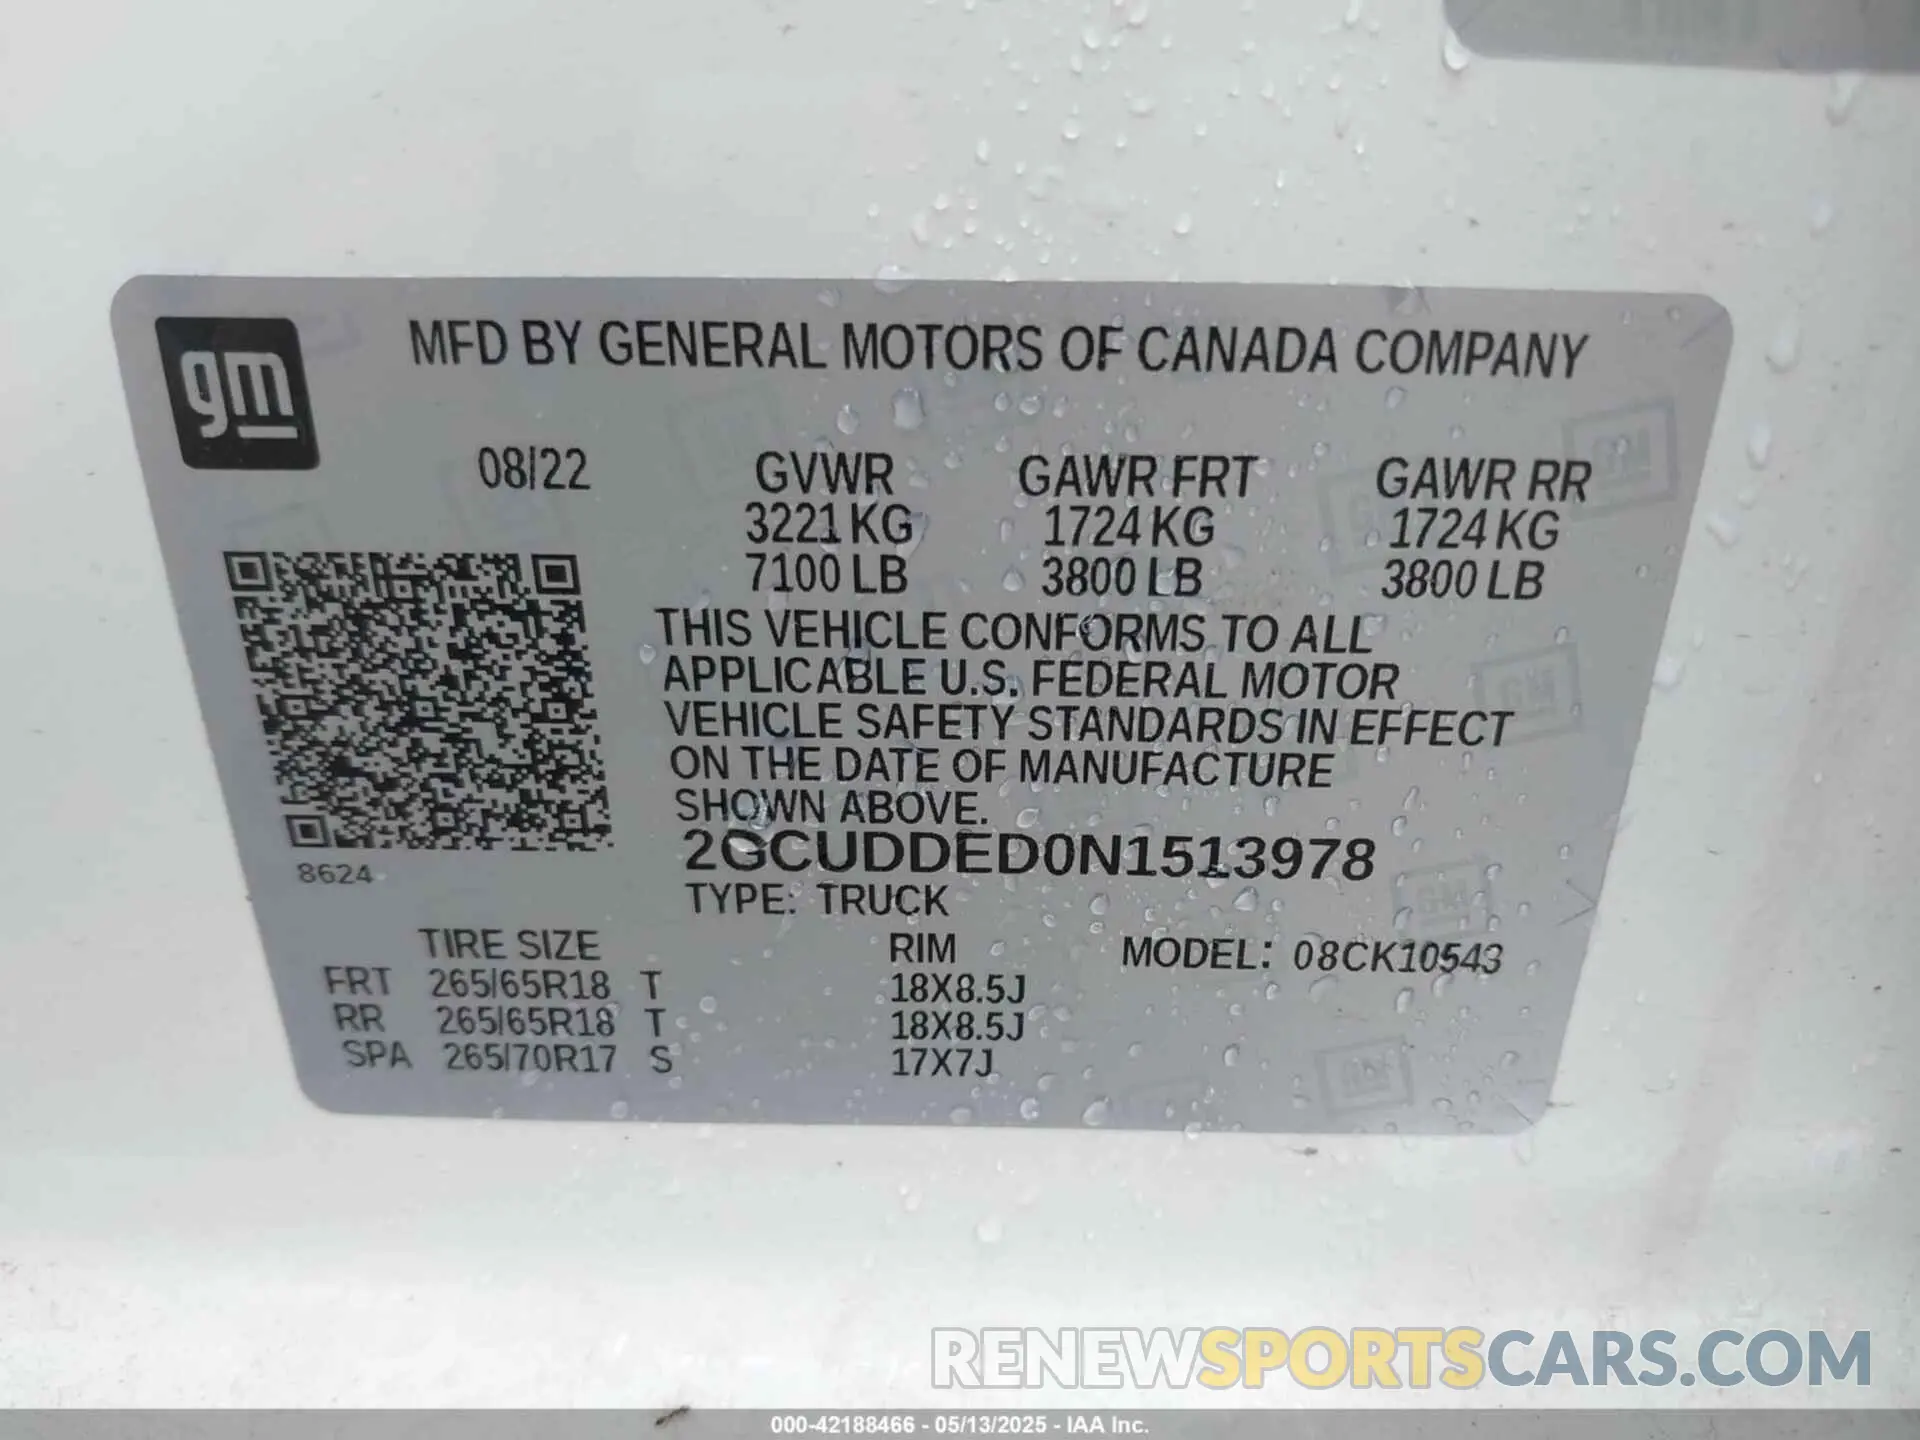 gm
MFD BY GENERAL MOTORS OF CANADA COMPANY
08/22 GVWR GAWR FRT GAWR RR
3221 KG 1724 KG 1724 KG
7100 LB 3800 LB 3800 LB
THIS VEHICLE CONFORMS TO ALL
APPLICABLE U.S. FEDERAL MOTOR
VEHICLE SAFETY STANDARDS IN EFFECT
ON THE DATE OF MANUFACTURE
SHOWN ABOVE.
2GCUDDED0N1513978
8624
TYPE: TRUCK
TIRE SIZE RIM MODEL: 08CK10543
FRT 265/65R18 T 18X8.5J
RR 265/65R18 T 18X8.5J
SPA 265/70R17 S 17X7J
GM
GM
GM
GM
RENEWSPORTSCARS.COM
000-42188466 - 05/13/2025 - IAA Inc.